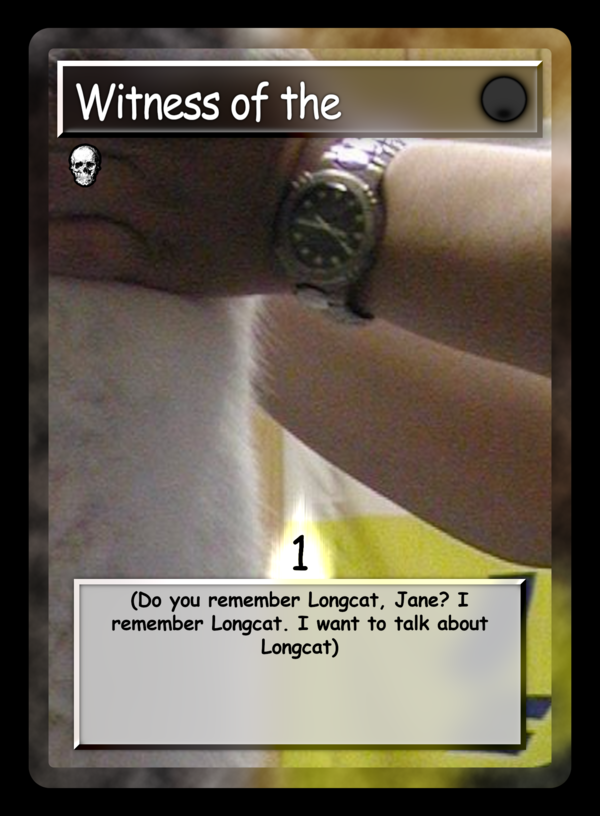 Witness of the
1
(Do you remember Longcat, Jane? I
remember Longcat. I want to talk about
Longcat)